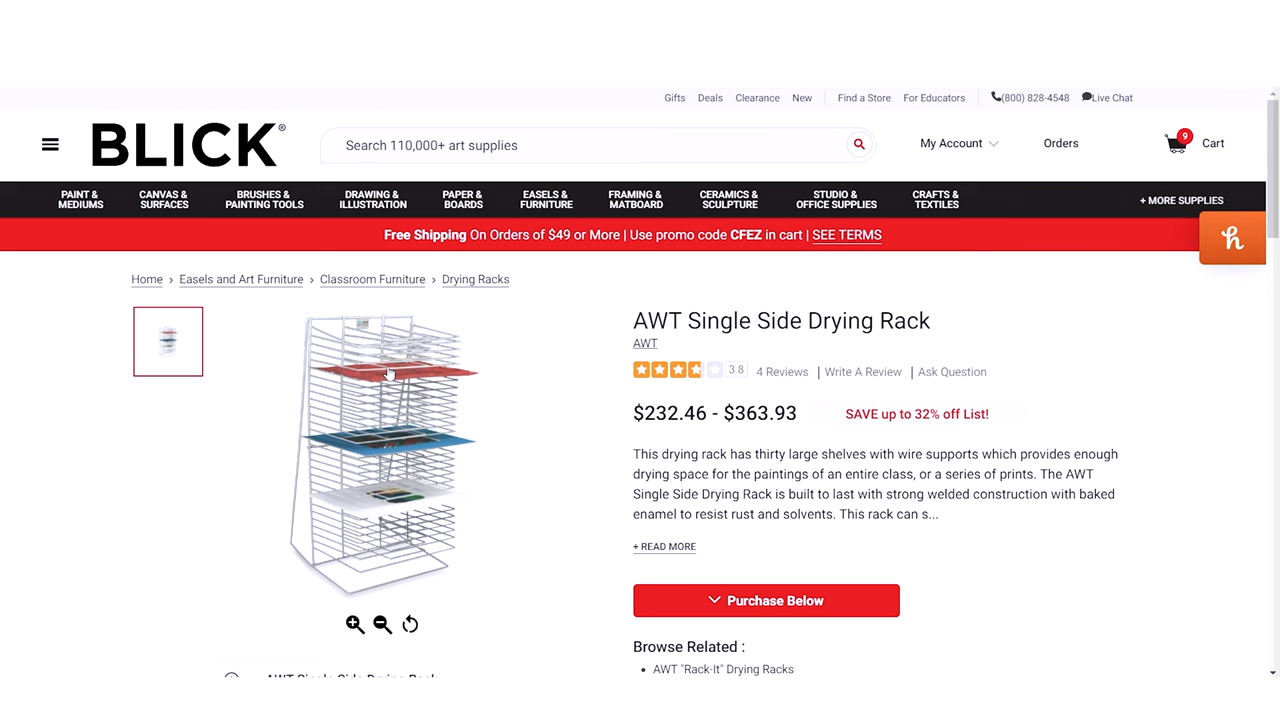 Gifts Deals Clearance New Find a Store For Educators (800) 828-4548 Live Chat
BLICK®
Search 110,000+ art supplies
My Account
Orders
9
Cart
PAINT &
MEDIUMS
CANVAS &
SURFACES
BRUSHES &
PAINTING TOOLS
DRAWING &
ILLUSTRATION
PAPER &
BOARDS
EASELS &
FURNITURE
FRAMING &
MATBOARD
CERAMICS &
SCULPTURE
STUDIO &
OFFICE SUPPLIES
CRAFTS &
TEXTILES
+ MORE SUPPLIES
Free Shipping On Orders of $49 or More | Use promo code CFEZ in cart | SEE TERMS
h
Home › Easels and Art Furniture › Classroom Furniture › Drying Racks
AWT Single Side Drying Rack
AWT
3.8 4 Reviews | Write A Review | Ask Question
$232.46 - $363.93 SAVE up to 32% off List!
This drying rack has thirty large shelves with wire supports which provides enough
drying space for the paintings of an entire class, or a series of prints. The AWT
Single Side Drying Rack is built to last with strong welded construction with baked
enamel to resist rust and solvents. This rack can s...
+ READ MORE
Purchase Below
Browse Related :
• AWT "Rack-It" Drying Racks
AWT Single Side Drying Rack